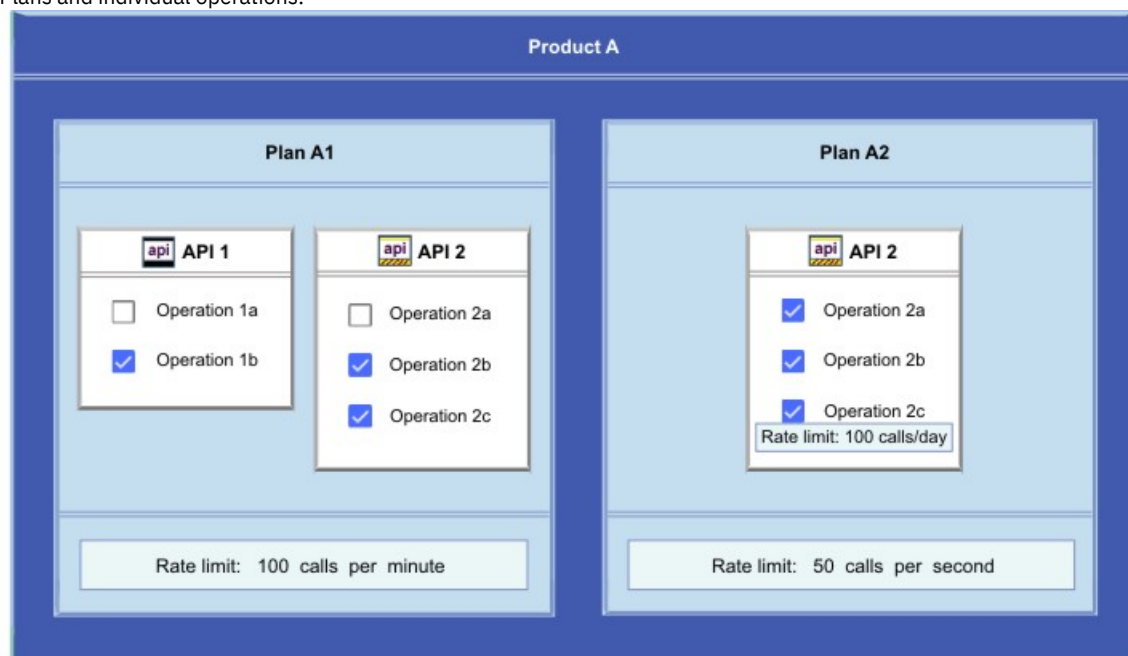 Plans and individual operations.
Product A
Plan A1
api API 1
Operation 1a
Operation 1b
api API 2
Operation 2a
Operation 2b
Operation 2c
Rate limit: 100 calls per minute
Plan A2
api API 2
Operation 2a
Operation 2b
Operation 2c
Rate limit: 100 calls/day
Rate limit: 50 calls per second